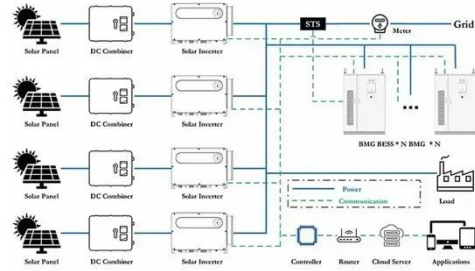 STS
Meter
Grid
Solar Panel
DC Combiner
Solar Inverter
Solar Panel
DC Combiner
Solar Inverter
BMG BESS * N BMG * N
Solar Panel
DC Combiner
Solar Inverter
Power
Communication
Load
Solar Panel
DC Combiner
Solar Inverter
Controller
Router
Cloud Server
Applications